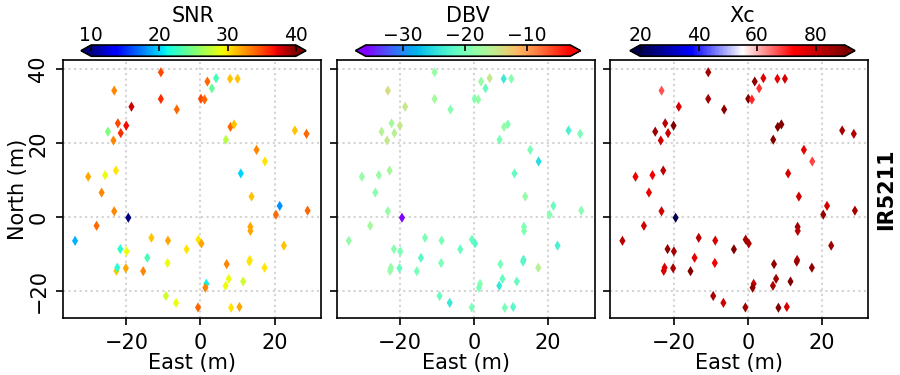 SNR DBV Xc
10 20 30 40 −30 −20 −10 20 40 60 80
40
20
0
−20
North (m)
−20 0 20 −20 0 20 −20 0 20
East (m) East (m) East (m)
IR5211